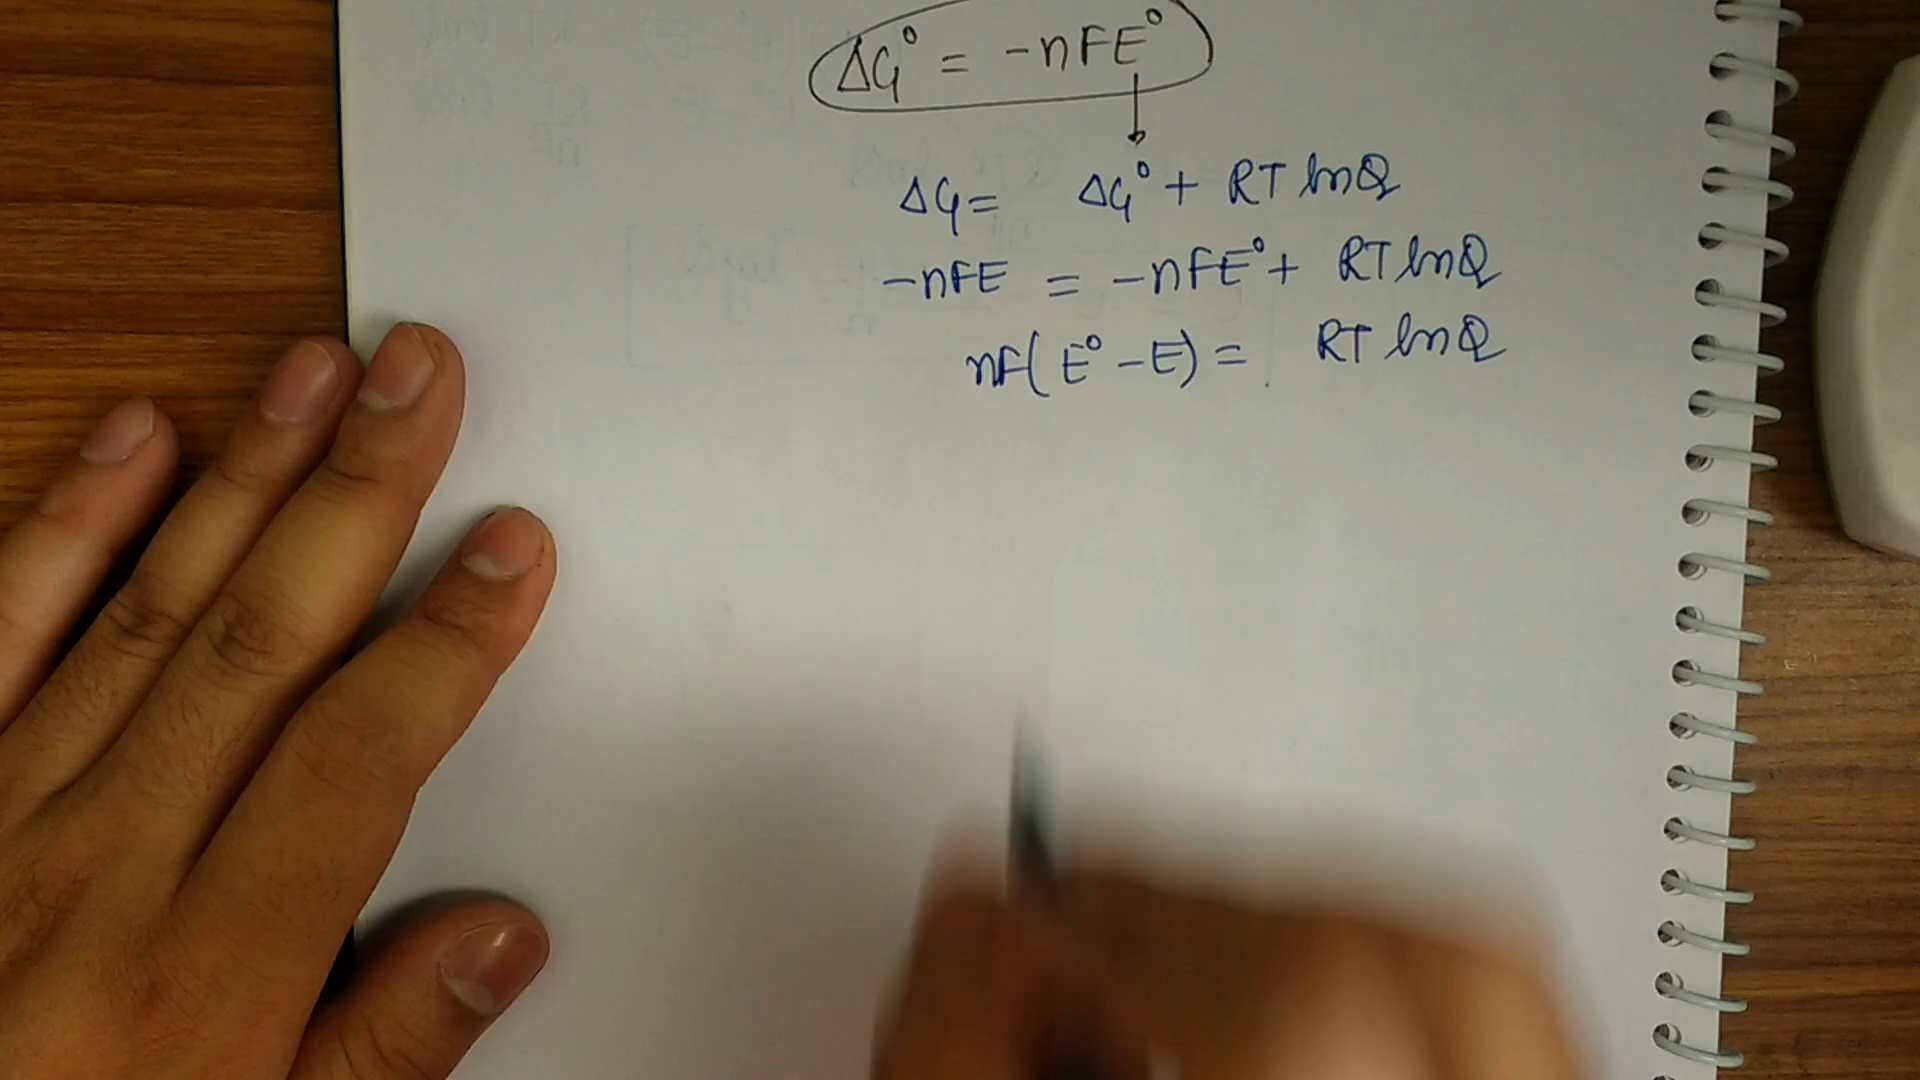 ΔG° = -nFE°
ΔG = ΔG° + RT lnQ
-nFE = -nFE° + RT lnQ
nF(E° - E) = RT lnQ